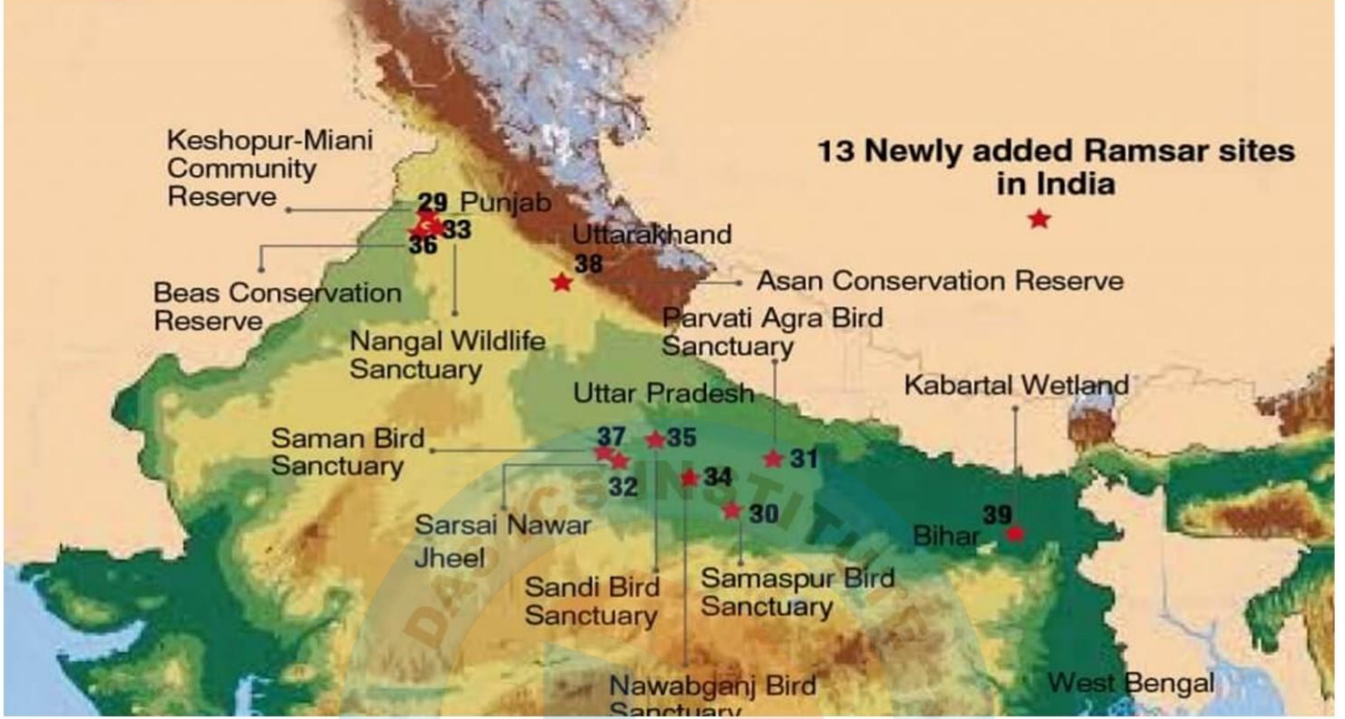 Keshopur-Miani
Community
Reserve
13 Newly added Ramsar sites
in India
29 Punjab
33
36
Uttarakhand
38
Asan Conservation Reserve
Beas Conservation
Reserve
Parvati Agra Bird
Sanctuary
Nangal Wildlife
Sanctuary
Kabartal Wetland
Uttar Pradesh
Saman Bird
Sanctuary
37
35
31
34
32
30
39
Bihar
Sarsai Nawar
Jheel
Sandi Bird
Sanctuary
Samaspur Bird
Sanctuary
Nawabganj Bird
Sanctuary
West Bengal
INSTITUTE